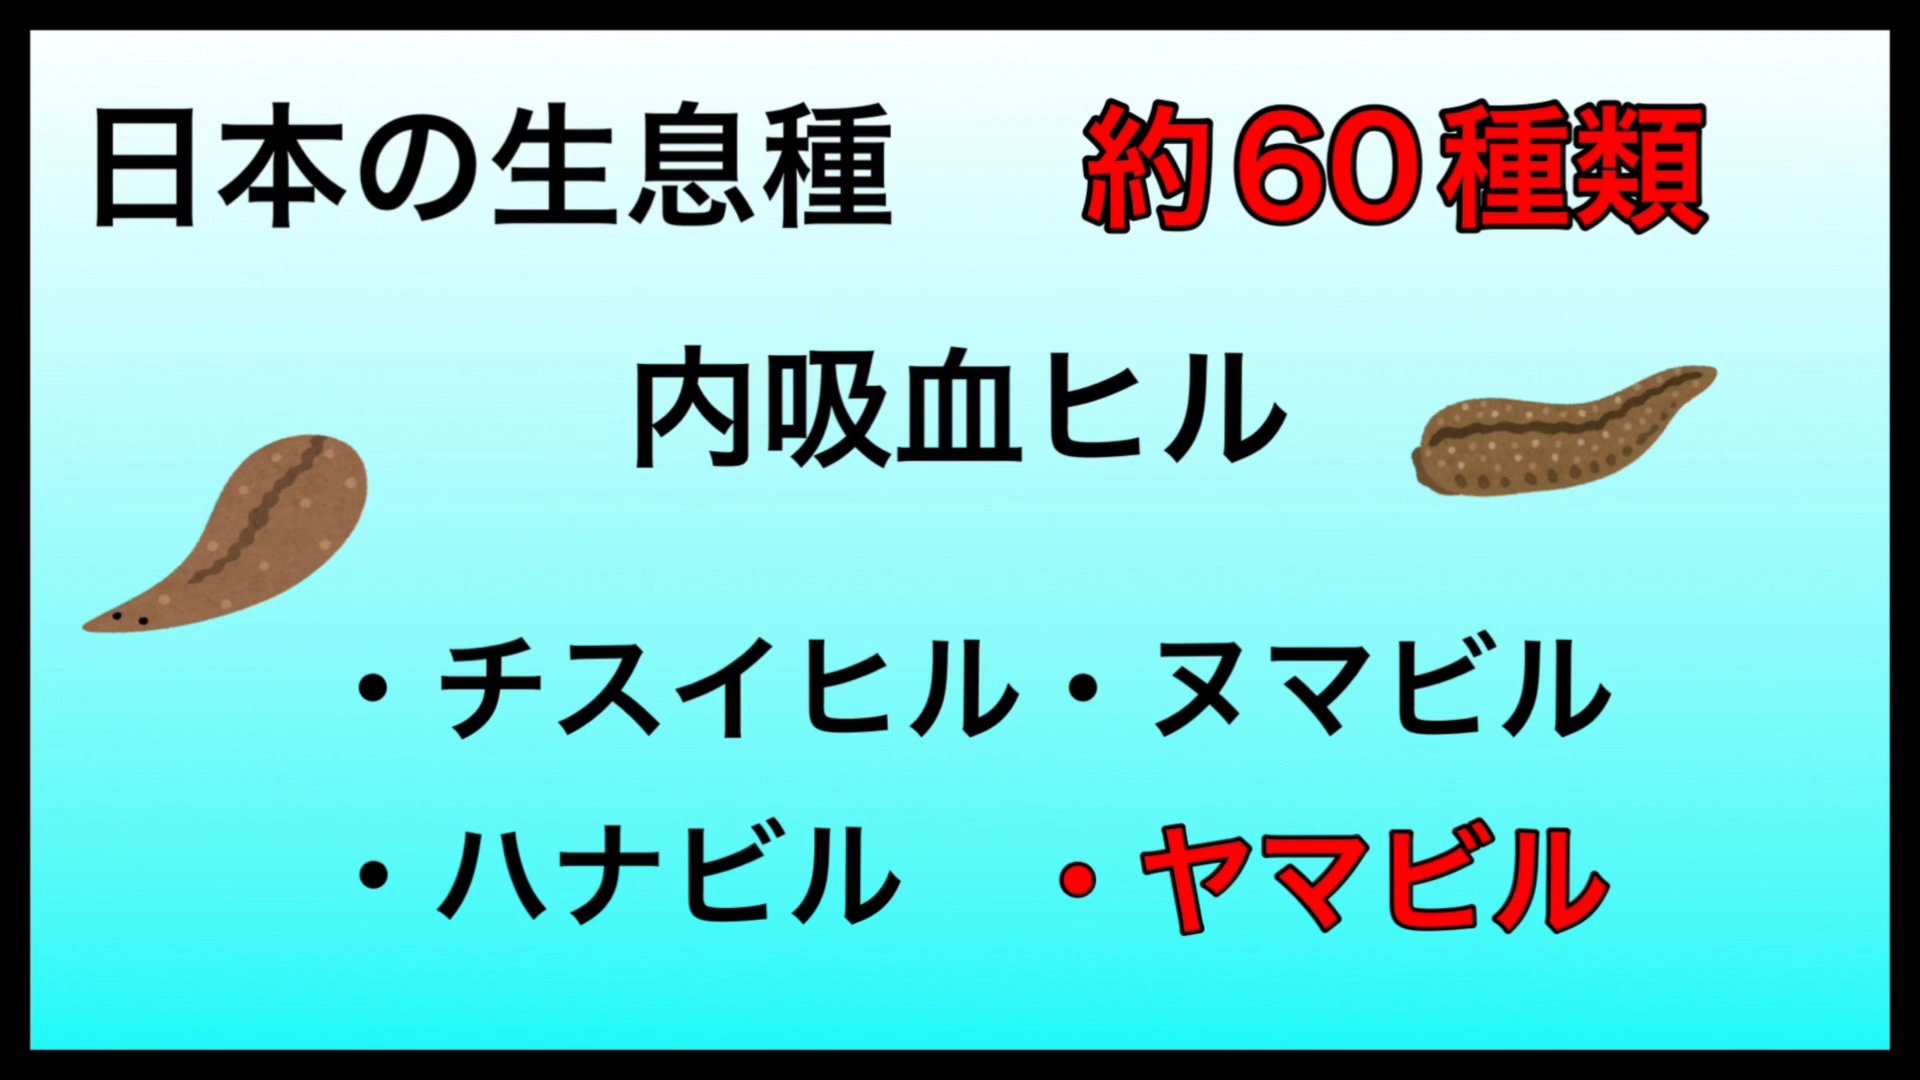 日本の生息種 約60種類
内吸血ヒル
・チスイヒル・ヌマビル
・ハナビル ・ヤマビル